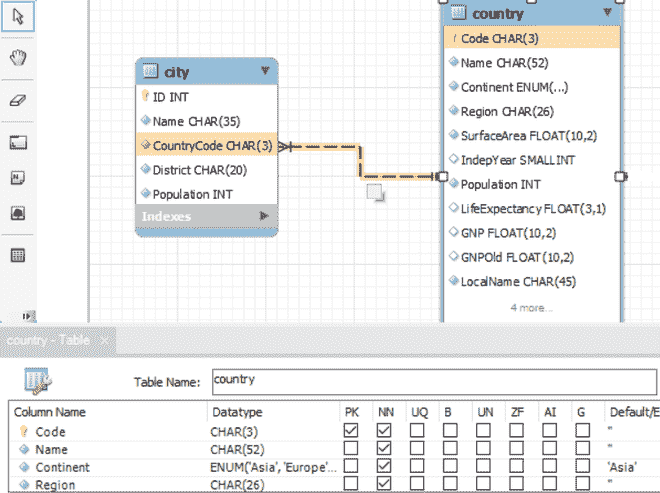 city
ID INT
Name CHAR(35)
CountryCode CHAR(3)
District CHAR(20)
Population INT
Indexes
country
Code CHAR(3)
Name CHAR(52)
Continent ENUM(...)
Region CHAR(26)
SurfaceArea FLOAT(10,2)
IndepYear SMALLINT
Population INT
LifeExpectancy FLOAT(3,1)
GNP FLOAT(10,2)
GNPOld FLOAT(10,2)
LocalName CHAR(45)
4 more...
country - Table
Table Name: country
Column Name Datatype PK NN UQ B UN ZF AI G Default/E
Code CHAR(3) ''
Name CHAR(52) ''
Continent ENUM('Asia', 'Europe'... 'Asia'
Region CHAR(26) ''